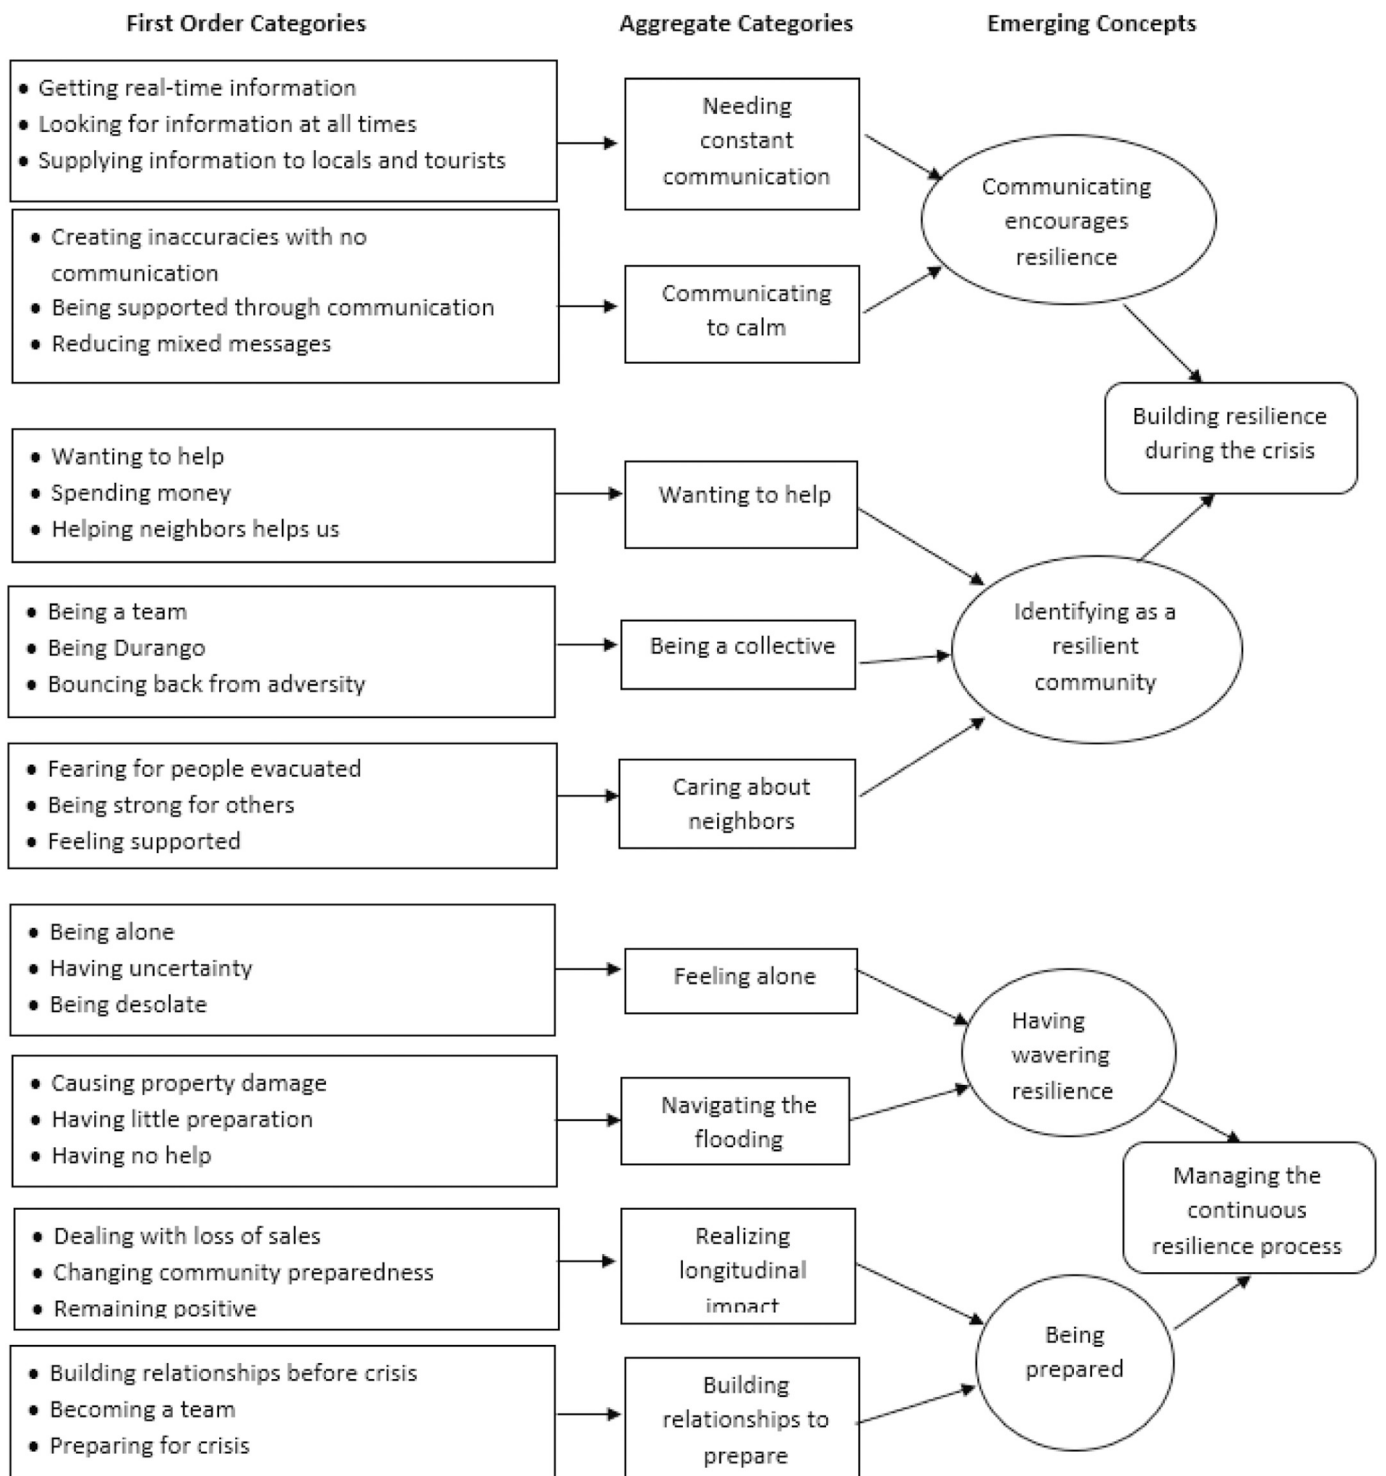 First Order Categories
Aggregate Categories
Emerging Concepts
• Getting real-time information
• Looking for information at all times
• Supplying information to locals and tourists
Needing
constant
communication
Communicating
encourages
resilience
• Creating inaccuracies with no
communication
• Being supported through communication
• Reducing mixed messages
Communicating
to calm
Building resilience
during the crisis
• Wanting to help
• Spending money
• Helping neighbors helps us
Wanting to help
• Being a team
• Being Durango
• Bouncing back from adversity
Being a collective
Identifying as a
resilient
community
• Fearing for people evacuated
• Being strong for others
• Feeling supported
Caring about
neighbors
• Being alone
• Having uncertainty
• Being desolate
Feeling alone
Having
wavering
resilience
• Causing property damage
• Having little preparation
• Having no help
Navigating the
flooding
Managing the
continuous
resilience process
• Dealing with loss of sales
• Changing community preparedness
• Remaining positive
Realizing
longitudinal
impact
Being
prepared
• Building relationships before crisis
• Becoming a team
• Preparing for crisis
Building
relationships to
prepare